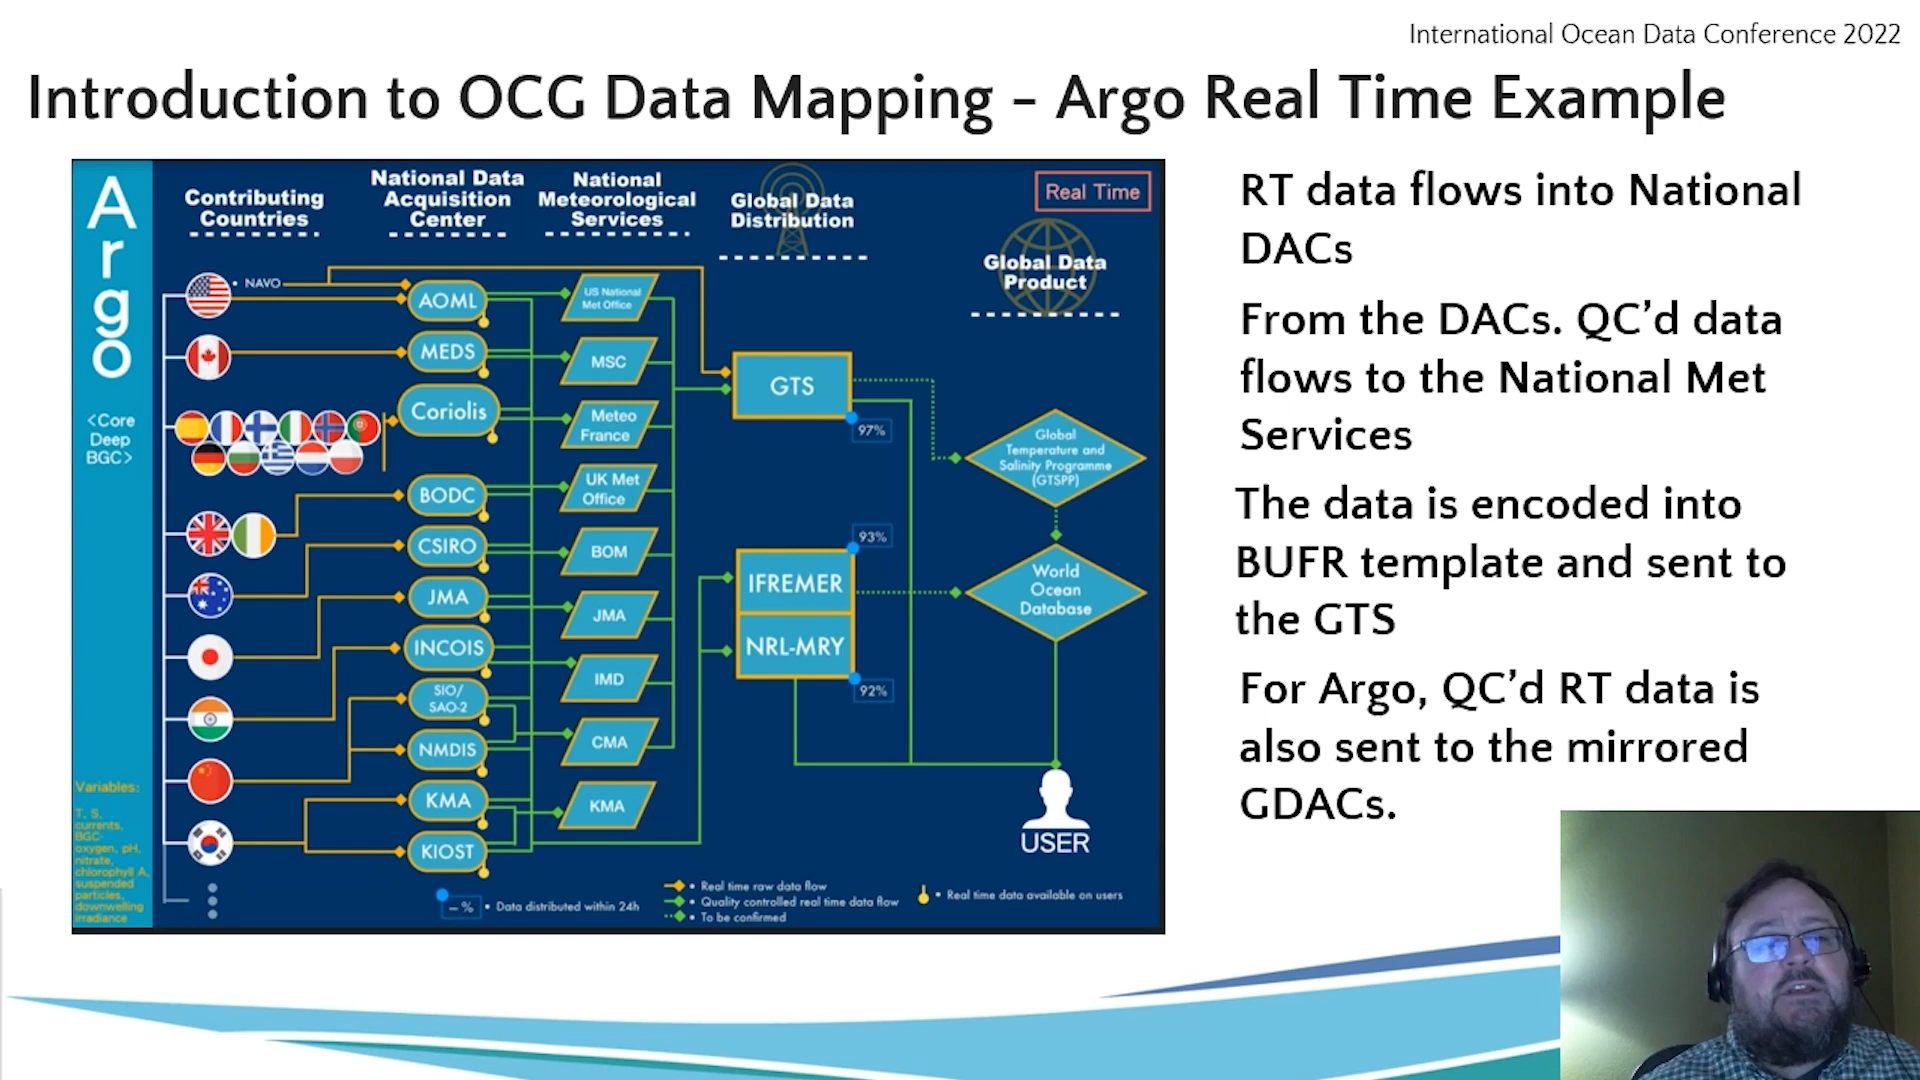 International Ocean Data Conference 2022
Introduction to OCG Data Mapping – Argo Real Time Example
Argo
<Core
Deep
BGC>
Variables:
T, S,
currents,
BGC-
oxygen, pH,
nitrate,
chlorophyll A,
suspended
particles,
downwelling
irradiance
Contributing
Countries
National Data
Acquisition
Center
National
Meteorological
Services
Global Data
Distribution
Real Time
Global Data
Product
• NAVO
AOML
MEDS
Coriolis
BODC
CSIRO
JMA
INCOIS
SIO/
SAO-2
NMDIS
KMA
KIOST
US National
Met Office
MSC
Meteo
France
UK Met
Office
BOM
JMA
IMD
CMA
KMA
GTS
97%
93%
IFREMER
NRL-MRY
92%
Global
Temperature and
Salinity Programme
(GTSPP)
World
Ocean
Database
USER
– % • Data distributed within 24h
• Real time raw data flow
• Quality controlled real time data flow
• To be confirmed
• Real time data available on users
RT data flows into National
DACs
From the DACs. QC’d data
flows to the National Met
Services
The data is encoded into
BUFR template and sent to
the GTS
For Argo, QC’d RT data is
also sent to the mirrored
GDACs.